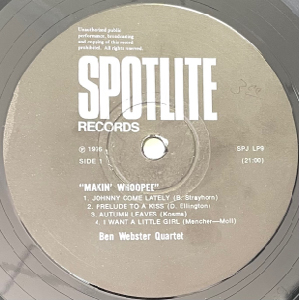 Unauthorised public
performance, broadcasting
and copying of this record
prohibited. All rights reserved.
SPOTLITE
RECORDS
SPJ LP9
SIDE 1
(21:00)
"MAKIN' WHOOPEE"
1. JOHNNY COME LATELY (B. Strayhorn)
2. PRELUDE TO A KISS (D. Ellington)
3. AUTUMN LEAVES (Kosma)
4. I WANT A LITTLE GIRL (Mencher—Moll)
Ben Webster Quartet